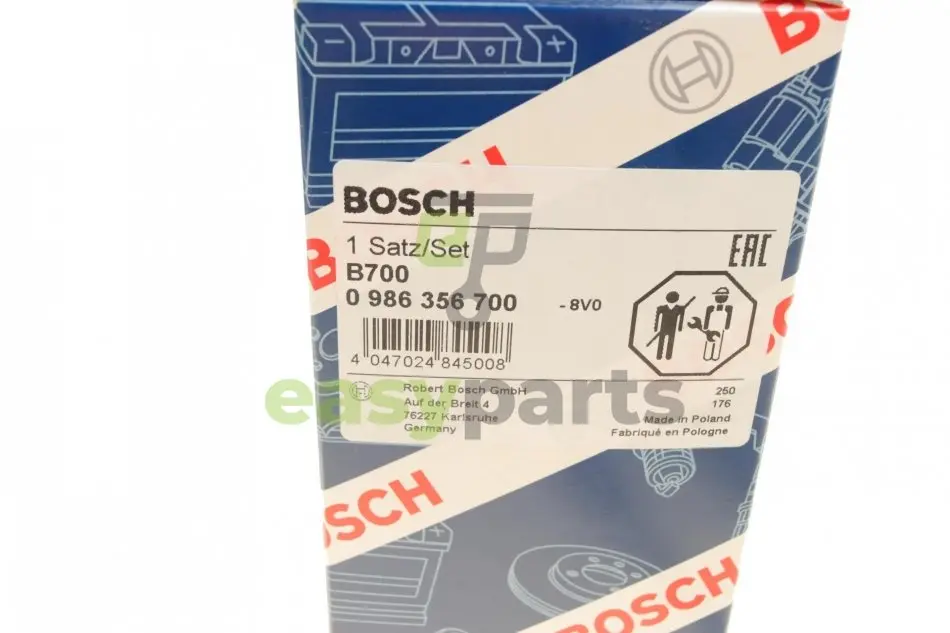 BOSCH
BOSCH
1 Satz/Set
B700
0 986 356 700 - 8V0
EAC
4 047024 845008
Robert Bosch GmbH
Auf der Breit 4
76227 Karlsruhe
Germany
250
176
Made in Poland
Fabriqué en Pologne
easyparts
BOSCH
BOSCH